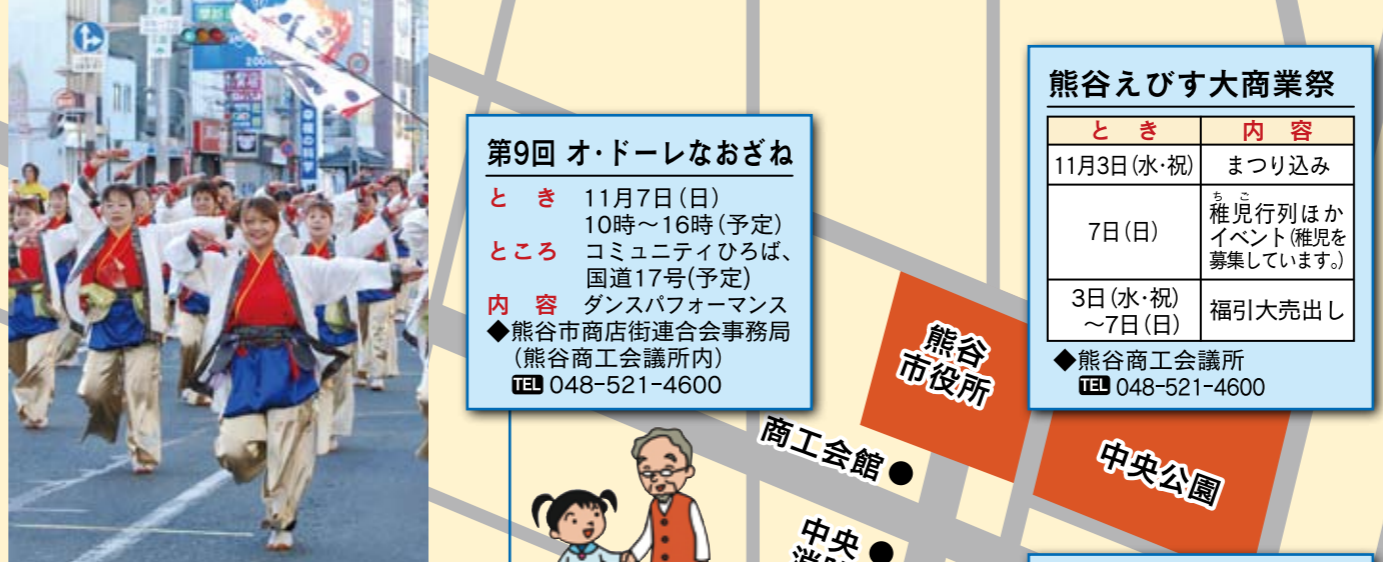 第9回 オ・ドーレなおざね
と き 11月7日(日)
10時～16時(予定)
ところ コミュニティひろば、
国道17号(予定)
内 容 ダンスパフォーマンス
◆熊谷市商店街連合会事務局
(熊谷商工会議所内)
TEL 048-521-4600
熊谷えびす大商業祭
と き 内 容
11月3日(水・祝) まつり込み
7日(日) 稚児行列ほか
ち ご
イベント(稚児を
募集しています。)
3日(水・祝)
～7日(日) 福引大売出し
◆熊谷商工会議所
TEL 048-521-4600
熊谷
市役所
商工会館
中央公園
中央